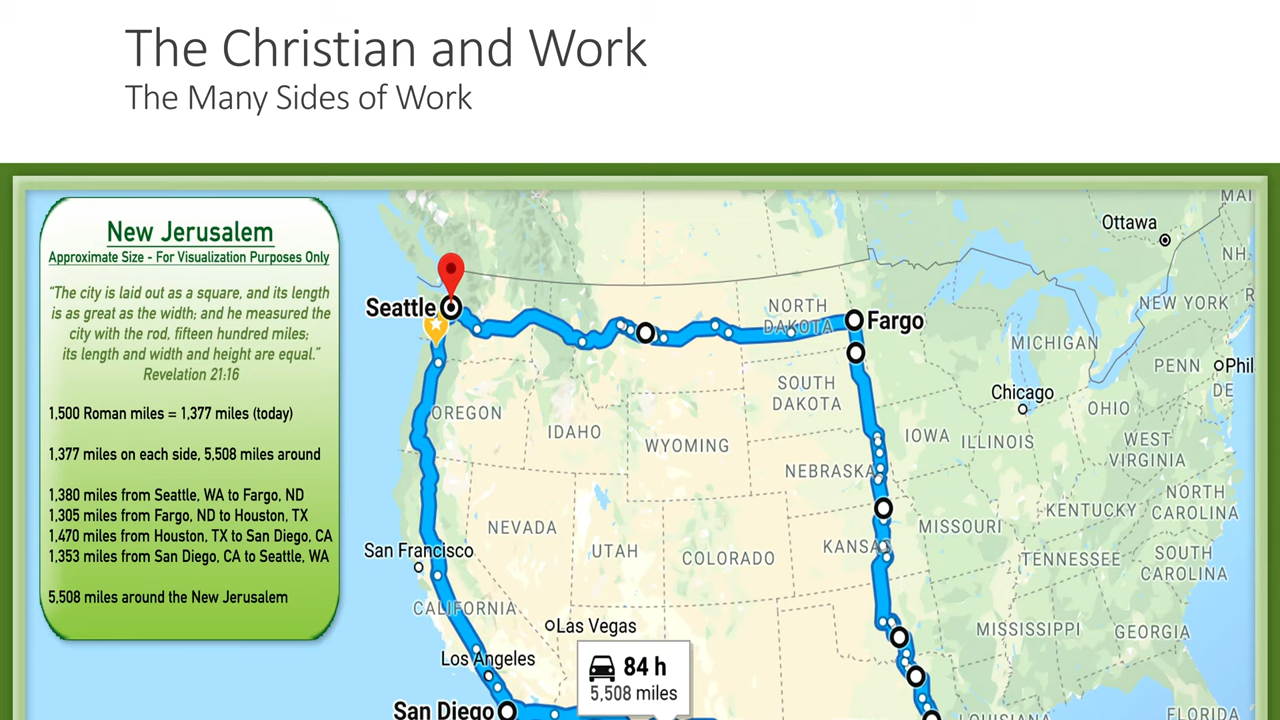 The Christian and Work
The Many Sides of Work
New Jerusalem
Approximate Size - For Visualization Purposes Only
“The city is laid out as a square, and its length
is as great as the width; and he measured the
city with the rod, fifteen hundred miles;
its length and width and height are equal.”
Revelation 21:16
1,500 Roman miles = 1,377 miles (today)
1,377 miles on each side, 5,508 miles around
1,380 miles from Seattle, WA to Fargo, ND
1,305 miles from Fargo, ND to Houston, TX
1,470 miles from Houston, TX to San Diego, CA
1,353 miles from San Diego, CA to Seattle, WA
5,508 miles around the New Jerusalem
MAI
Ottawa
NH.
Seattle
NORTH
DAKOTA
Fargo
NEW YORK
R
MICHIGAN
PENN
Phil
SOUTH
DAKOTA
Chicago
DE
OREGON
IDAHO
WYOMING
IOWA
ILLINOIS
OHIO
WEST
VIRGINIA
NEBRASKA
NEVADA
UTAH
COLORADO
KANSAS
MISSOURI
KENTUCKY
NORTH
CAROLINA
San Francisco
TENNESSEE
SOUTH
CAROLINA
CALIFORNIA
Las Vegas
MISSISSIPPI
GEORGIA
Los Angeles
84 h
5,508 miles
San Diego
LOUISIANA
FLORIDA